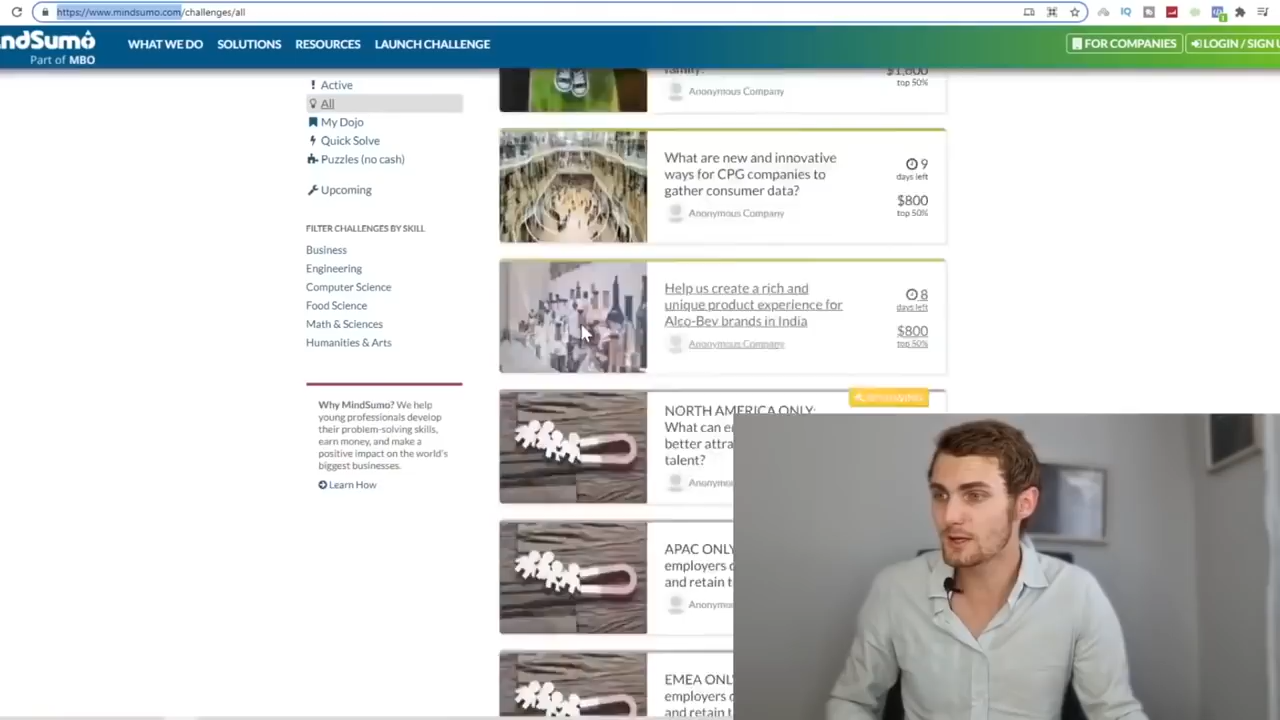 https://www.mindsumo.com/challenges/all
ndSumo
Part of MBO
WHAT WE DO
SOLUTIONS
RESOURCES
LAUNCH CHALLENGE
FOR COMPANIES
LOGIN / SIGN U
Active
All
My Dojo
Quick Solve
Puzzles (no cash)
Upcoming
FILTER CHALLENGES BY SKILL
Business
Engineering
Computer Science
Food Science
Math & Sciences
Humanities & Arts
Why MindSumo? We help
young professionals develop
their problem-solving skills,
earn money, and make a
positive impact on the world's
biggest businesses.
Learn How
family?
Anonymous Company
$1,800
top 50%
What are new and innovative
ways for CPG companies to
gather consumer data?
Anonymous Company
9
days left
$800
top 50%
Help us create a rich and
unique product experience for
Alco-Bev brands in India
Anonymous Company
8
days left
$800
top 50%
NORTH AMERICA ONLY:
What can e
better attra
talent?
Anonymou
APAC ONLY
employers
and retain t
Anonymou
EMEA ONL
employers
and retain t